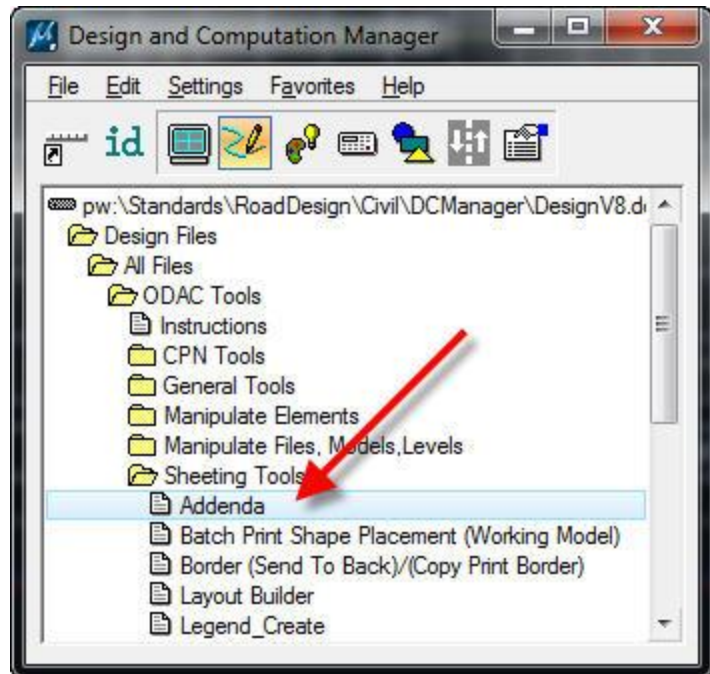 Design and Computation Manager
File Edit Settings Favorites Help
id
pw:\Standards\RoadDesign\Civil\DCManager\DesignV8.d
Design Files
All Files
ODAC Tools
Instructions
CPN Tools
General Tools
Manipulate Elements
Manipulate Files, Models,Levels
Sheeting Tools
Addenda
Batch Print Shape Placement (Working Model)
Border (Send To Back)/(Copy Print Border)
Layout Builder
Legend_Create